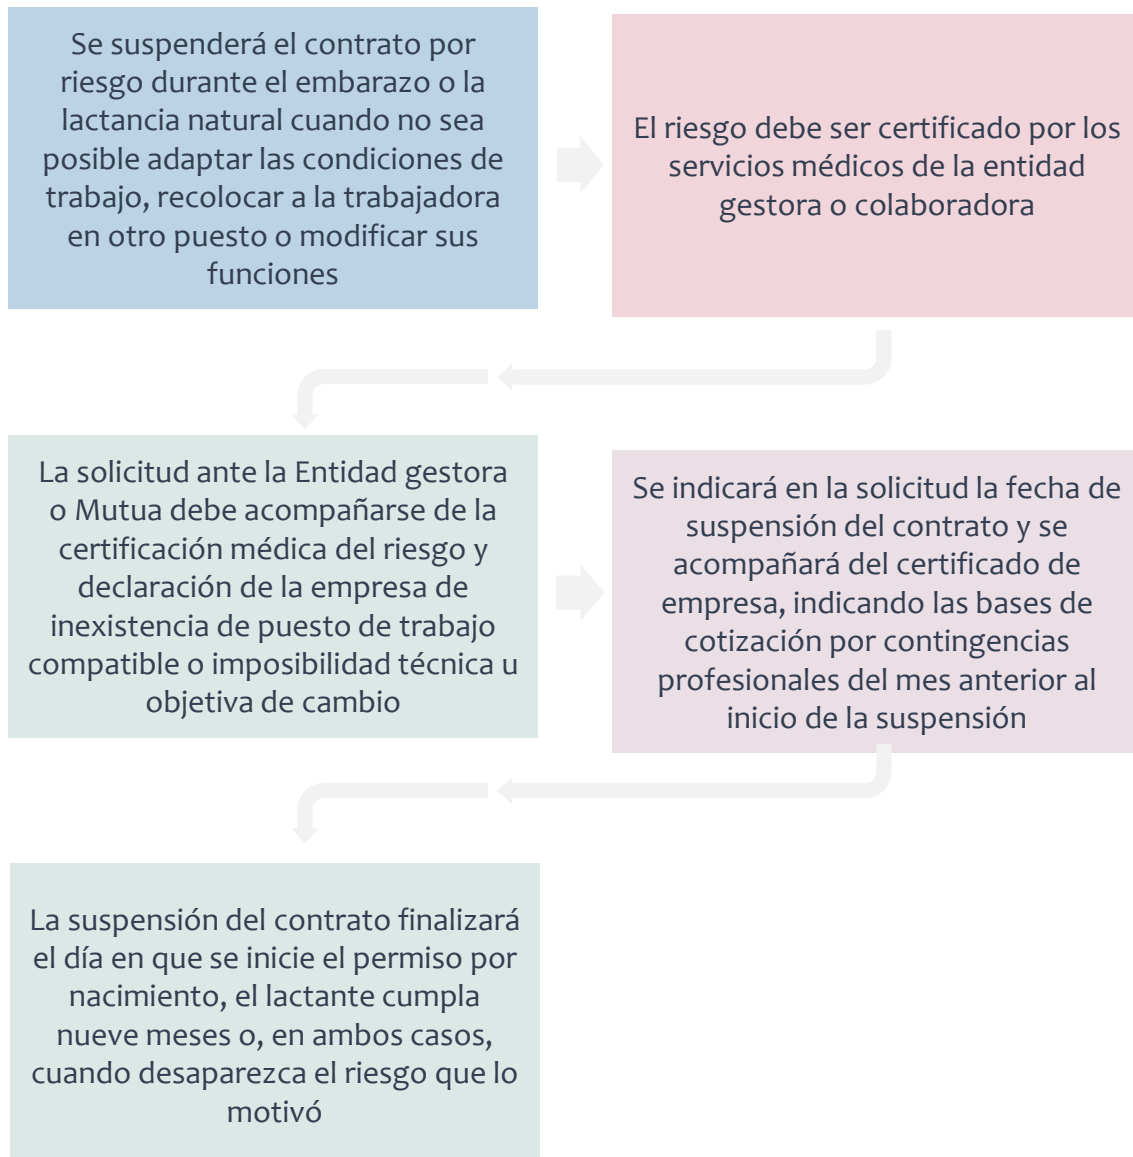 Se suspenderá el contrato por
riesgo durante el embarazo o la
lactancia natural cuando no sea
posible adaptar las condiciones de
trabajo, recolocar a la trabajadora
en otro puesto o modificar sus
funciones
El riesgo debe ser certificado por los
servicios médicos de la entidad
gestora o colaboradora
La solicitud ante la Entidad gestora
o Mutua debe acompañarse de la
certificación médica del riesgo y
declaración de la empresa de
inexistencia de puesto de trabajo
compatible o imposibilidad técnica u
objetiva de cambio
Se indicará en la solicitud la fecha de
suspensión del contrato y se
acompañará del certificado de
empresa, indicando las bases de
cotización por contingencias
profesionales del mes anterior al
inicio de la suspensión
La suspensión del contrato finalizará
el día en que se inicie el permiso por
nacimiento, el lactante cumpla
nueve meses o, en ambos casos,
cuando desaparezca el riesgo que lo
motivó